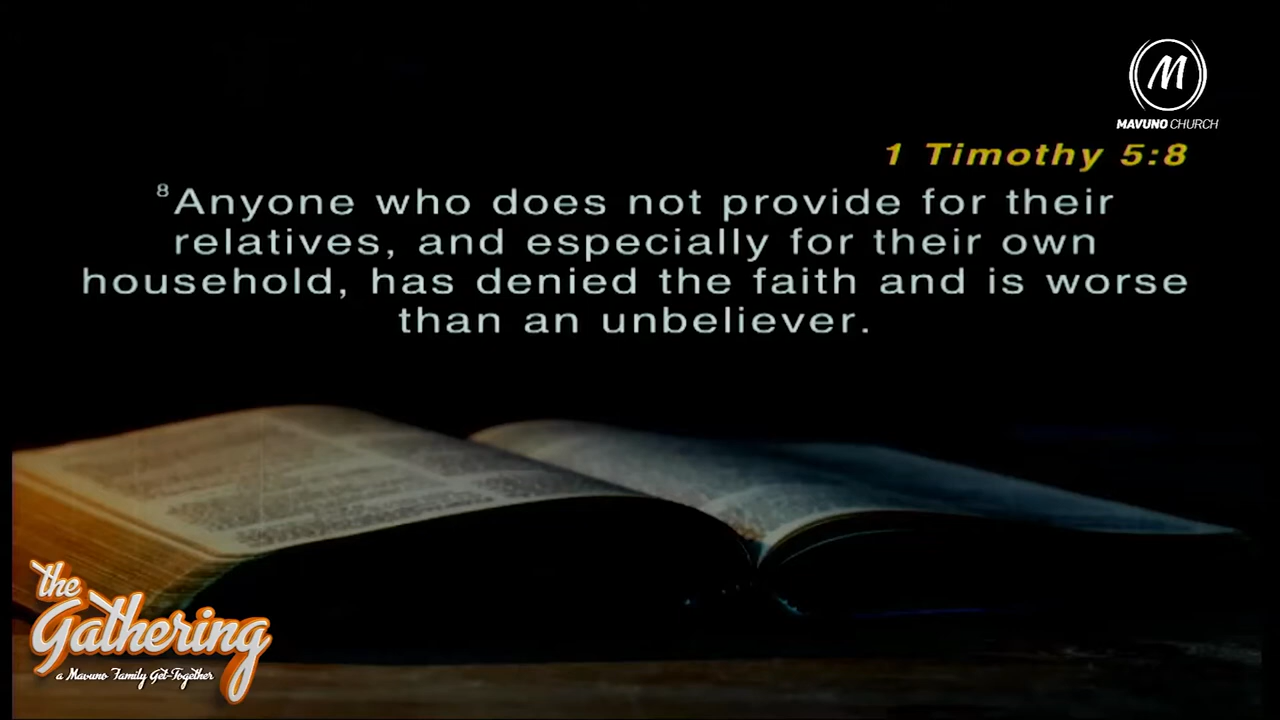 M
MAVUNO CHURCH
1 Timothy 5:8
⁸Anyone who does not provide for their
relatives, and especially for their own
household, has denied the faith and is worse
than an unbeliever.
the
Gathering
a Mavuno Family Get-Together